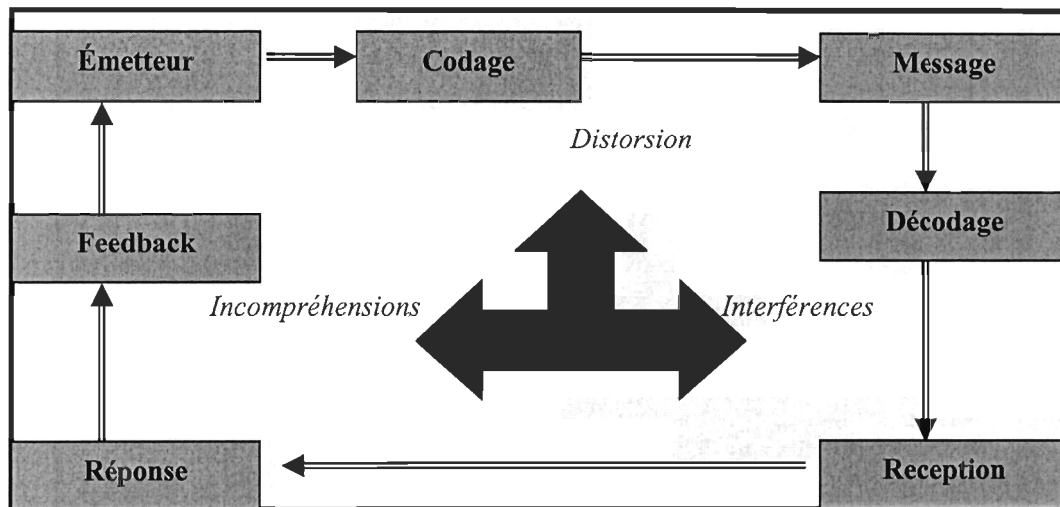 Émetteur
Codage
Message
Distorsion
Décodage
Feedback
Incompréhensions
Interférences
Réponse
Reception